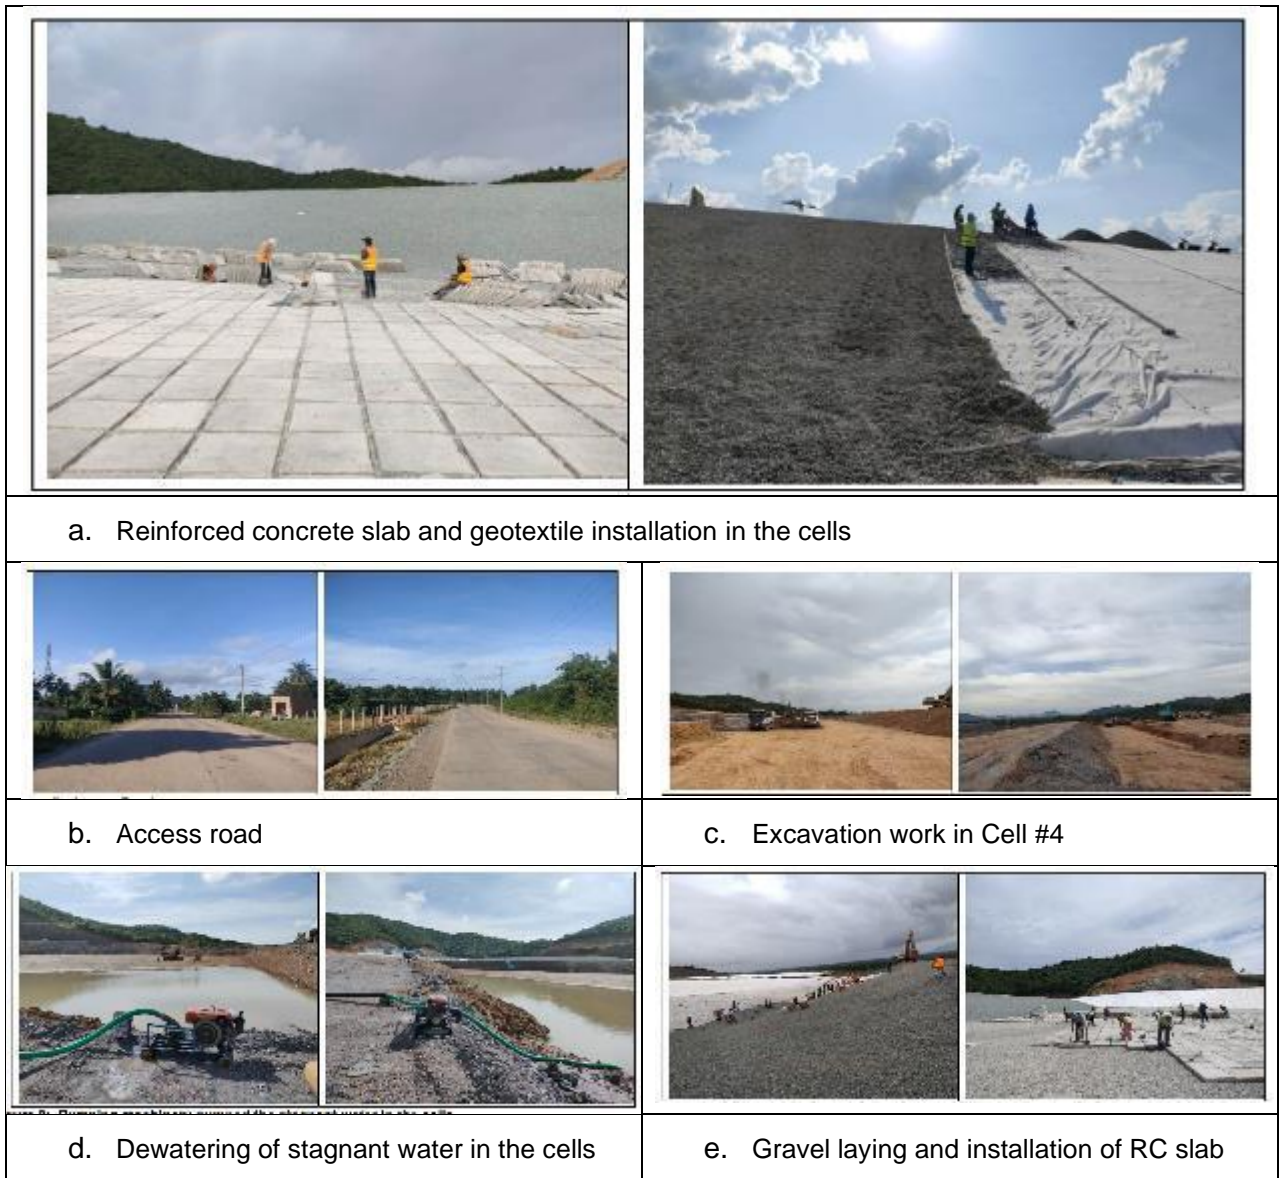 a. Reinforced concrete slab and geotextile installation in the cells
b. Access road
c. Excavation work in Cell #4
d. Dewatering of stagnant water in the cells
e. Gravel laying and installation of RC slab